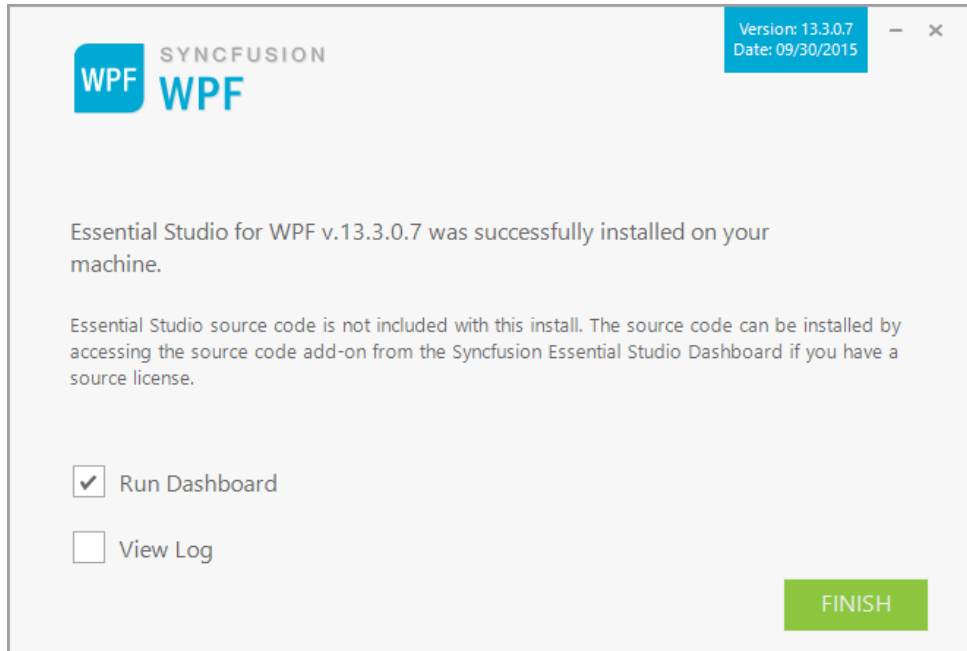 WPF
SYNCFUSION
WPF
Version: 13.3.0.7
Date: 09/30/2015
Essential Studio for WPF v.13.3.0.7 was successfully installed on your
machine.
Essential Studio source code is not included with this install. The source code can be installed by
accessing the source code add-on from the Syncfusion Essential Studio Dashboard if you have a
source license.
Run Dashboard
View Log
FINISH